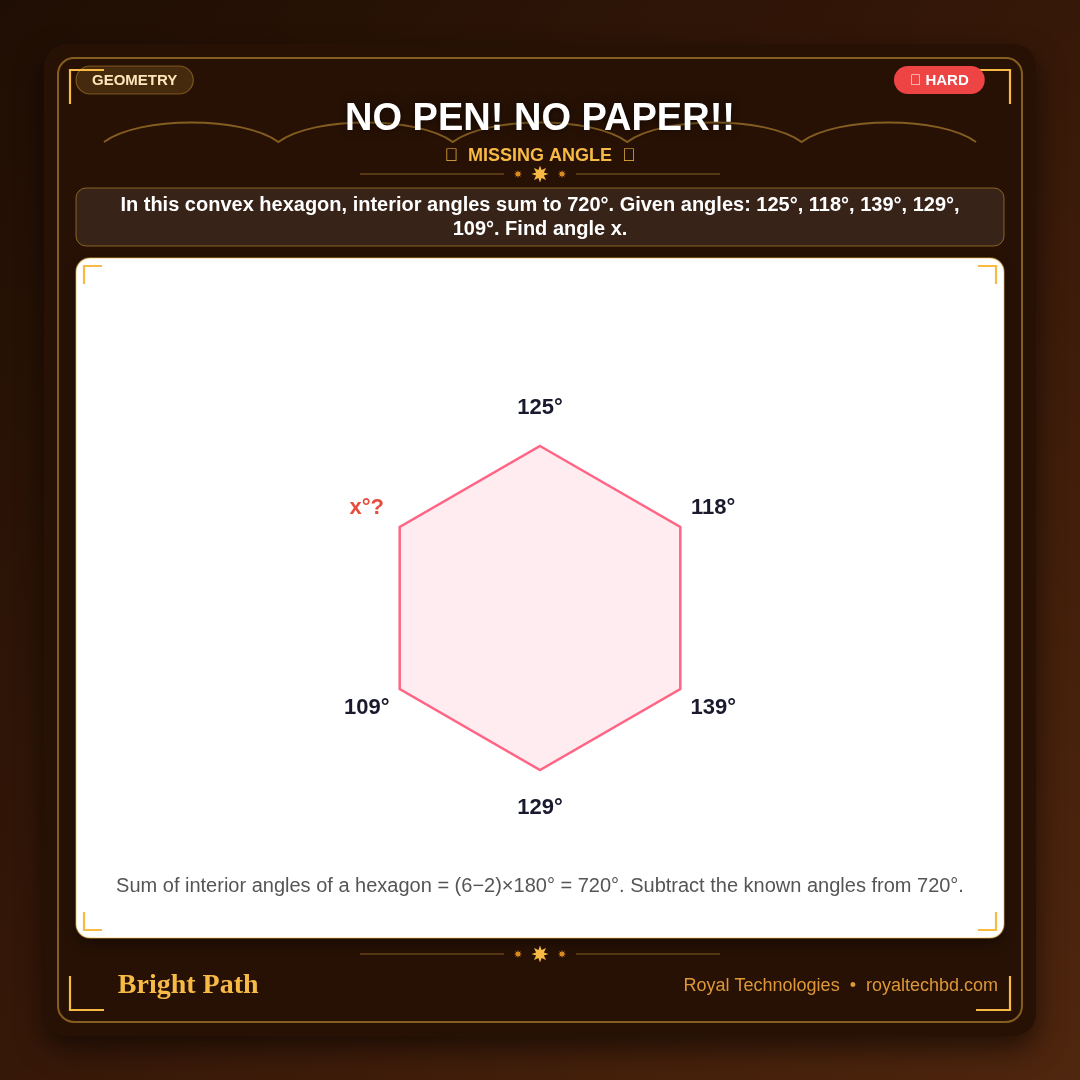 GEOMETRY
HARD
NO PEN! NO PAPER!!
MISSING ANGLE
In this convex hexagon, interior angles sum to 720°. Given angles: 125°, 118°, 139°, 129°,
109°. Find angle x.
125°
x°?
118°
109°
139°
129°
Sum of interior angles of a hexagon = (6−2)×180° = 720°. Subtract the known angles from 720°.
Bright Path
Royal Technologies • royaltechbd.com